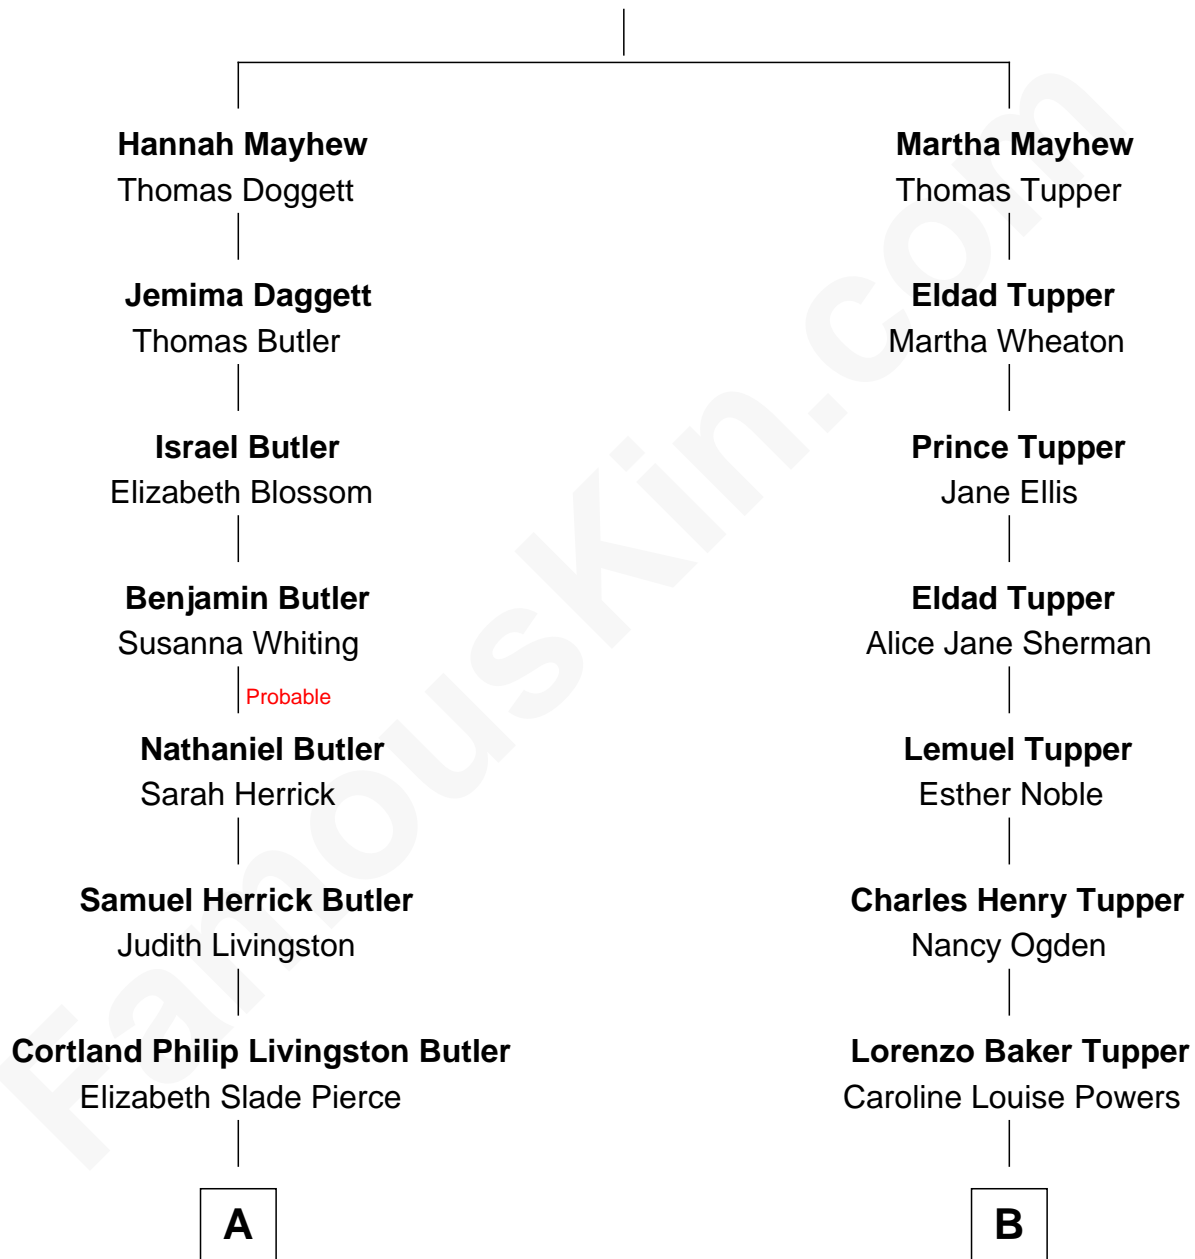 Hannah Mayhew
Thomas Doggett
Martha Mayhew
Thomas Tupper
Jemima Daggett
Thomas Butler
Eldad Tupper
Martha Wheaton
Israel Butler
Elizabeth Blossom
Prince Tupper
Jane Ellis
Benjamin Butler
Susanna Whiting
Eldad Tupper
Alice Jane Sherman
Probable
Nathaniel Butler
Sarah Herrick
Lemuel Tupper
Esther Noble
Samuel Herrick Butler
Judith Livingston
Charles Henry Tupper
Nancy Ogden
Cortland Philip Livingston Butler
Elizabeth Slade Pierce
Lorenzo Baker Tupper
Caroline Louise Powers
A
B
FamousKin.com